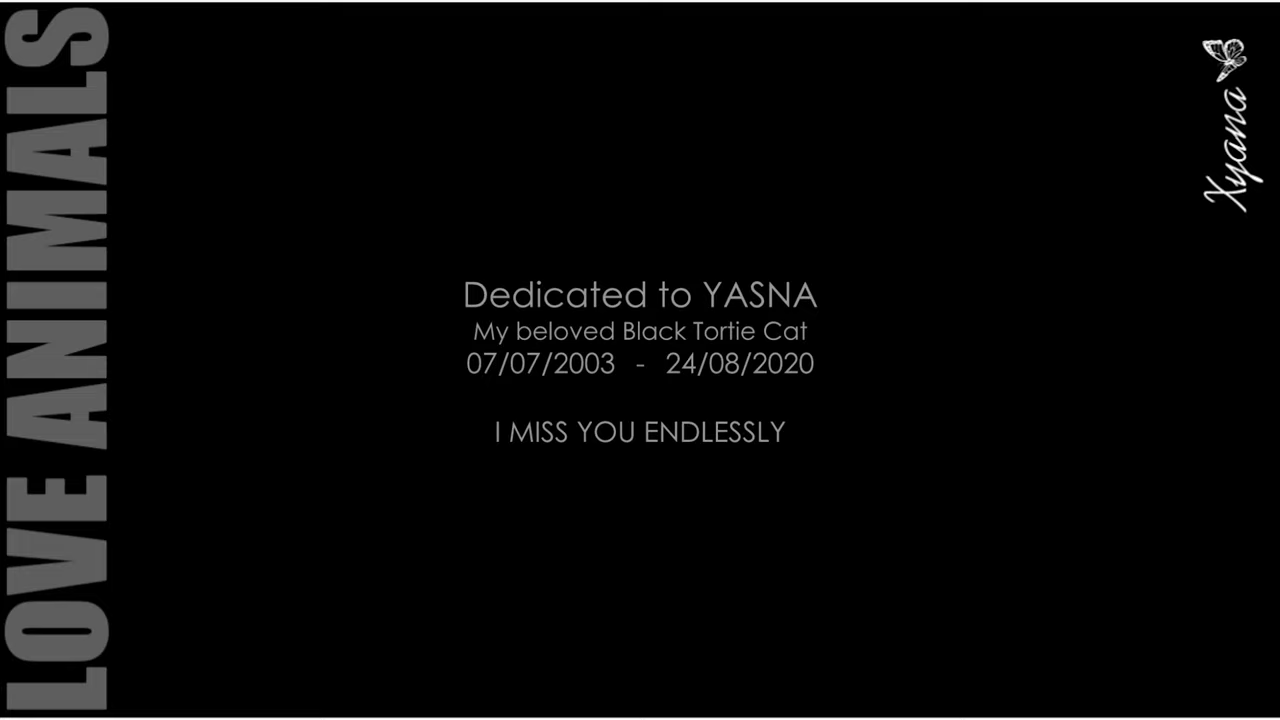 LOVE ANIMALS
Xyana
Dedicated to YASNA
My beloved Black Tortie Cat
07/07/2003 - 24/08/2020
I MISS YOU ENDLESSLY